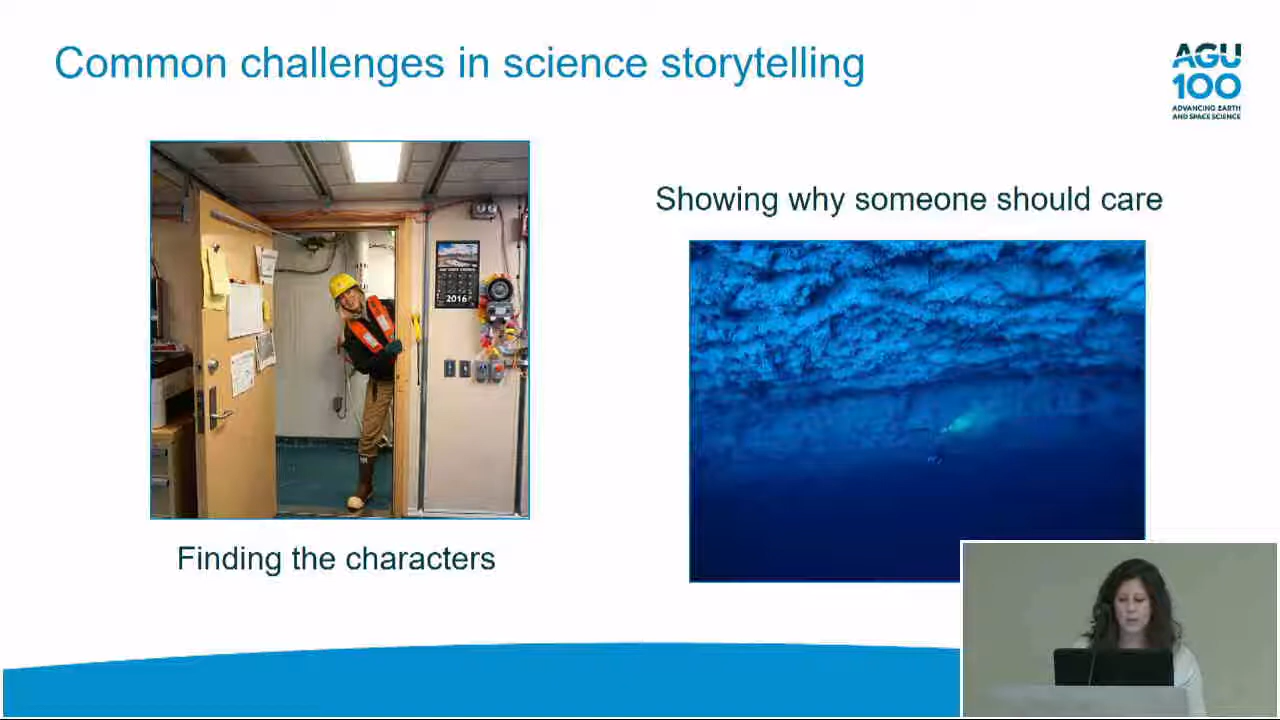 Common challenges in science storytelling
AGU
100
ADVANCING EARTH
AND SPACE SCIENCE
Showing why someone should care
2016
Finding the characters